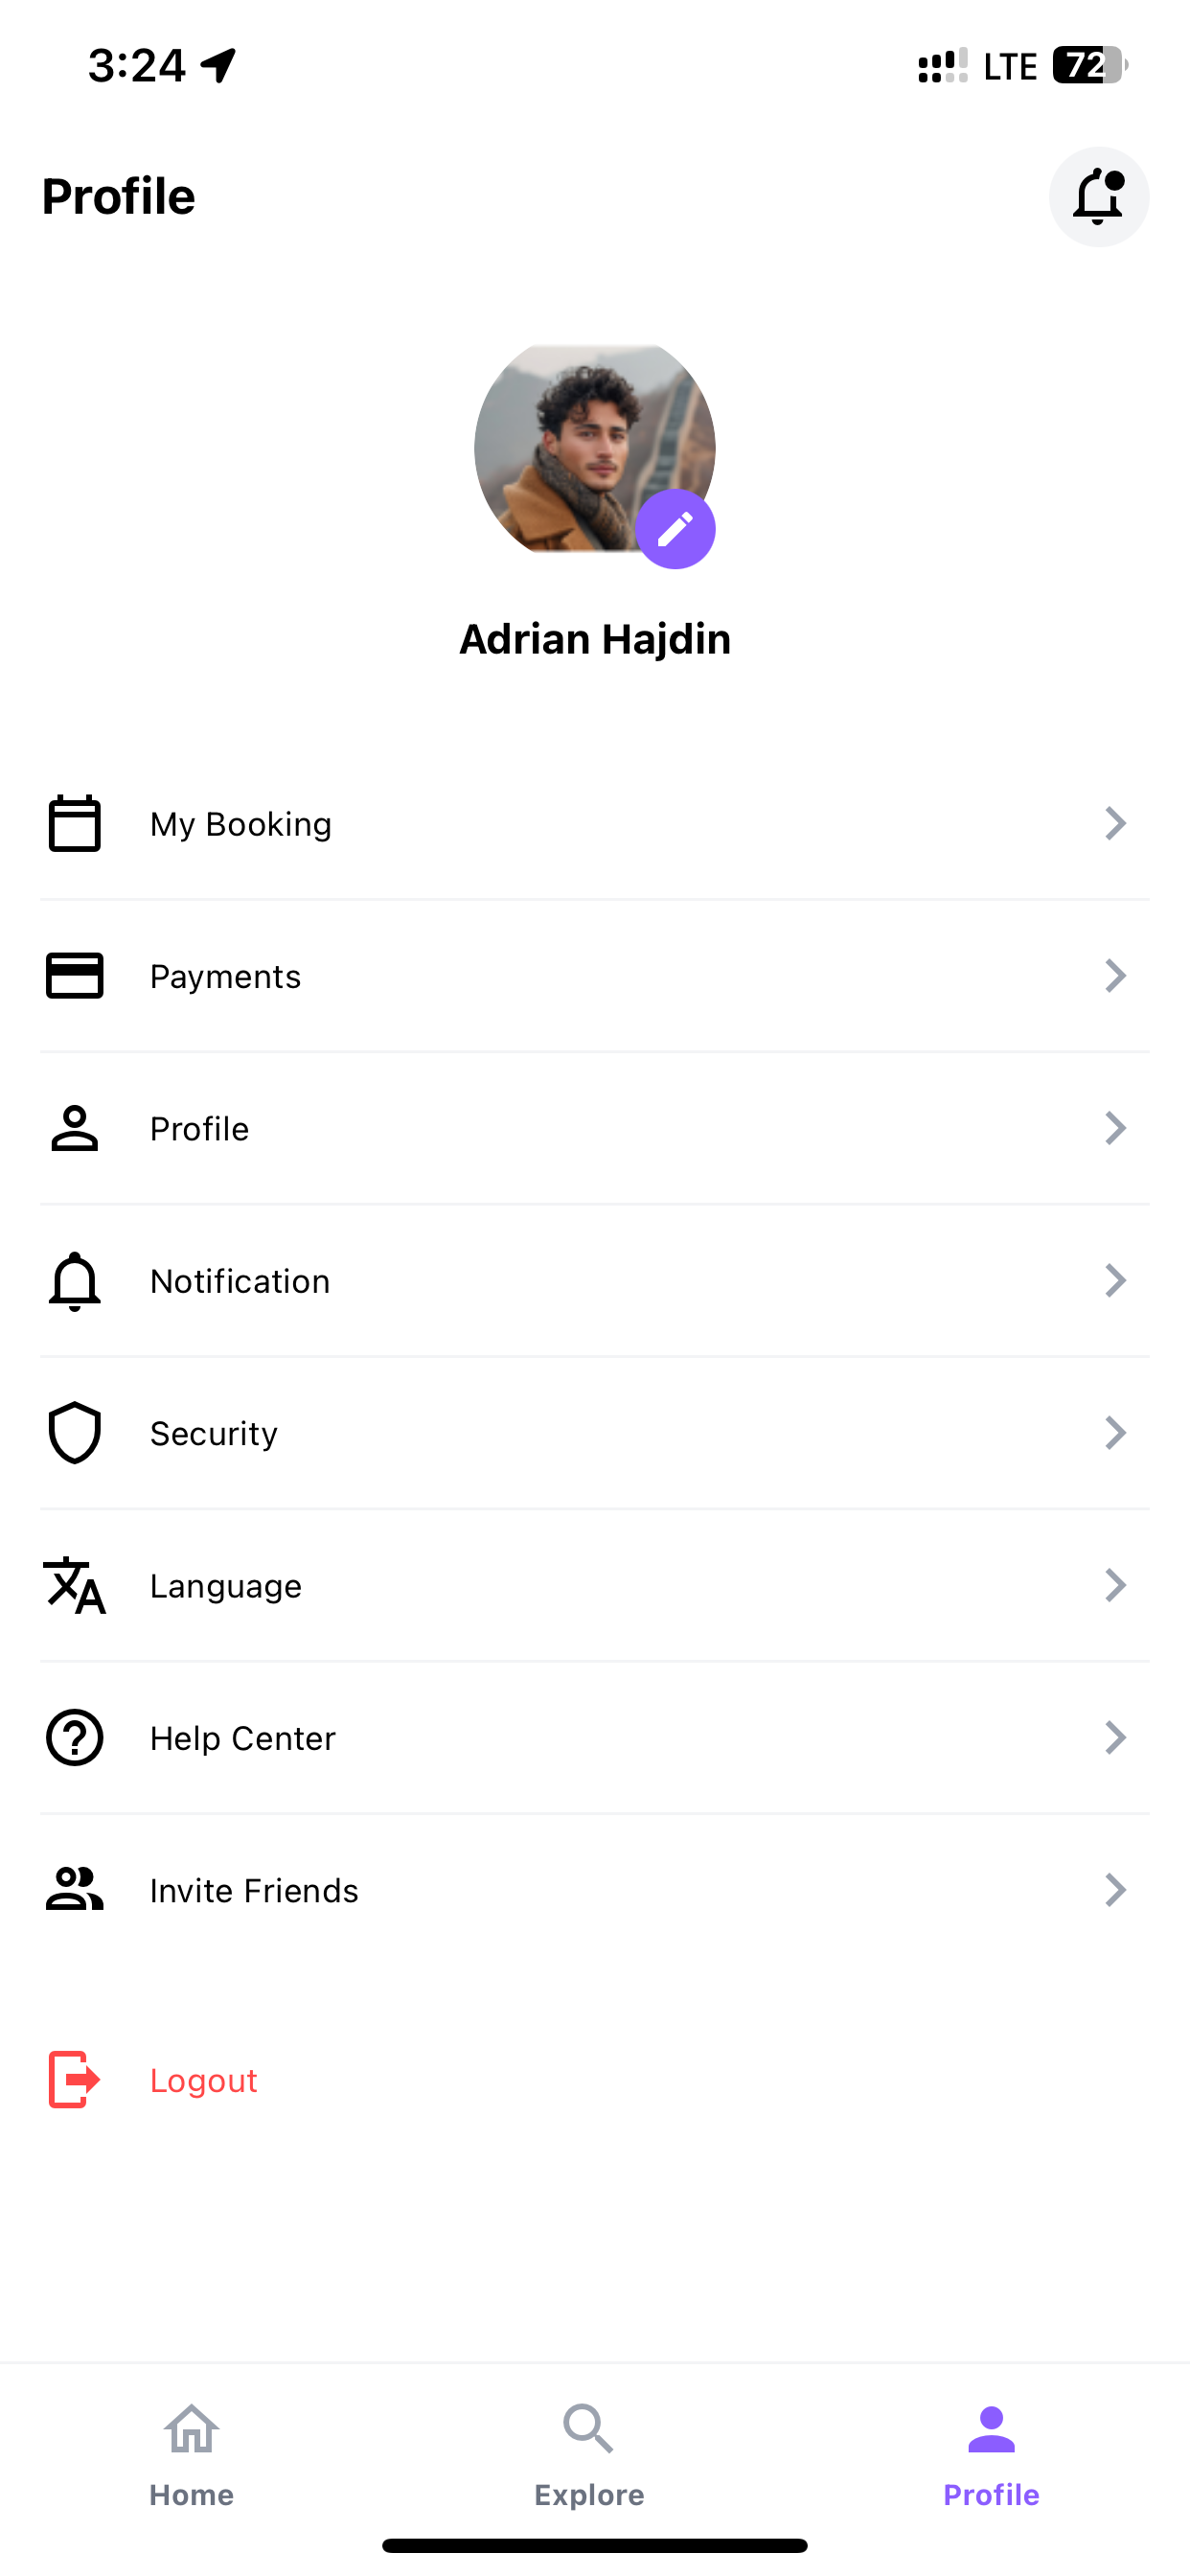 3:24 LTE 72
Profile
Adrian Hajdin
My Booking
Payments
Profile
Notification
Security
Language
Help Center
Invite Friends
Logout
Home Explore Profile